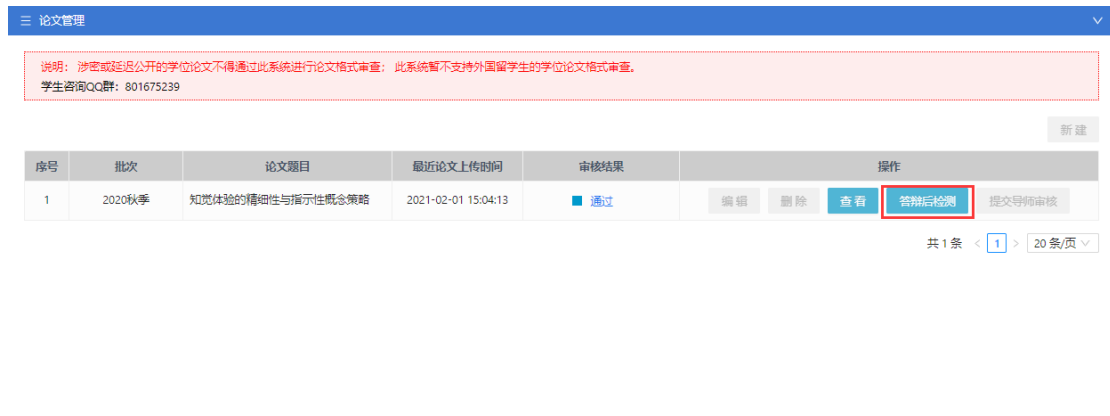 论文管理
说明： 涉密或延迟公开的学位论文不得通过此系统进行论文格式审查； 此系统暂不支持外国留学生的学位论文格式审查。
学生咨询QQ群：801675239
新 建
序号 批次 论文题目 最近论文上传时间 审核结果 操作
1 2020秋季 知觉体验的精细性与指示性概念策略 2021-02-01 15:04:13 通过 编 辑 删 除 查 看 答辩后检测 提交导师审核
共 1 条 < 1 > 20 条/页